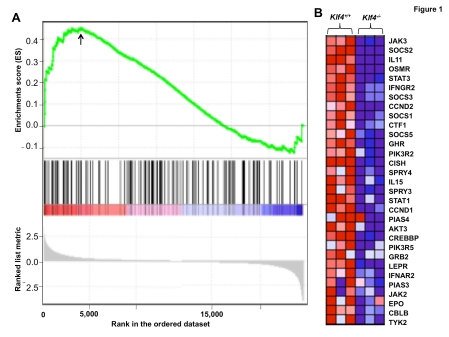 Figure 1
A
Enrichments score (ES)
0.4
0.3
0.2
0.1
0.0
-0.1
Ranked list metric
2.5
0.0
-2.5
0
5,000
15,000
Rank in the ordered dataset
B
Klf4+/+
Klf4-/-
JAK3
SOCS2
IL11
OSMR
STAT3
IFNGR2
SOCS3
CCND2
SOCS1
CTF1
SOCS5
GHR
PIK3R2
CISH
SPRY4
IL15
SPRY3
STAT1
CCND1
PIAS4
AKT3
CREBBP
PIK3R5
GRB2
LEPR
IFNAR2
PIAS3
JAK2
EPO
CBLB
TYK2